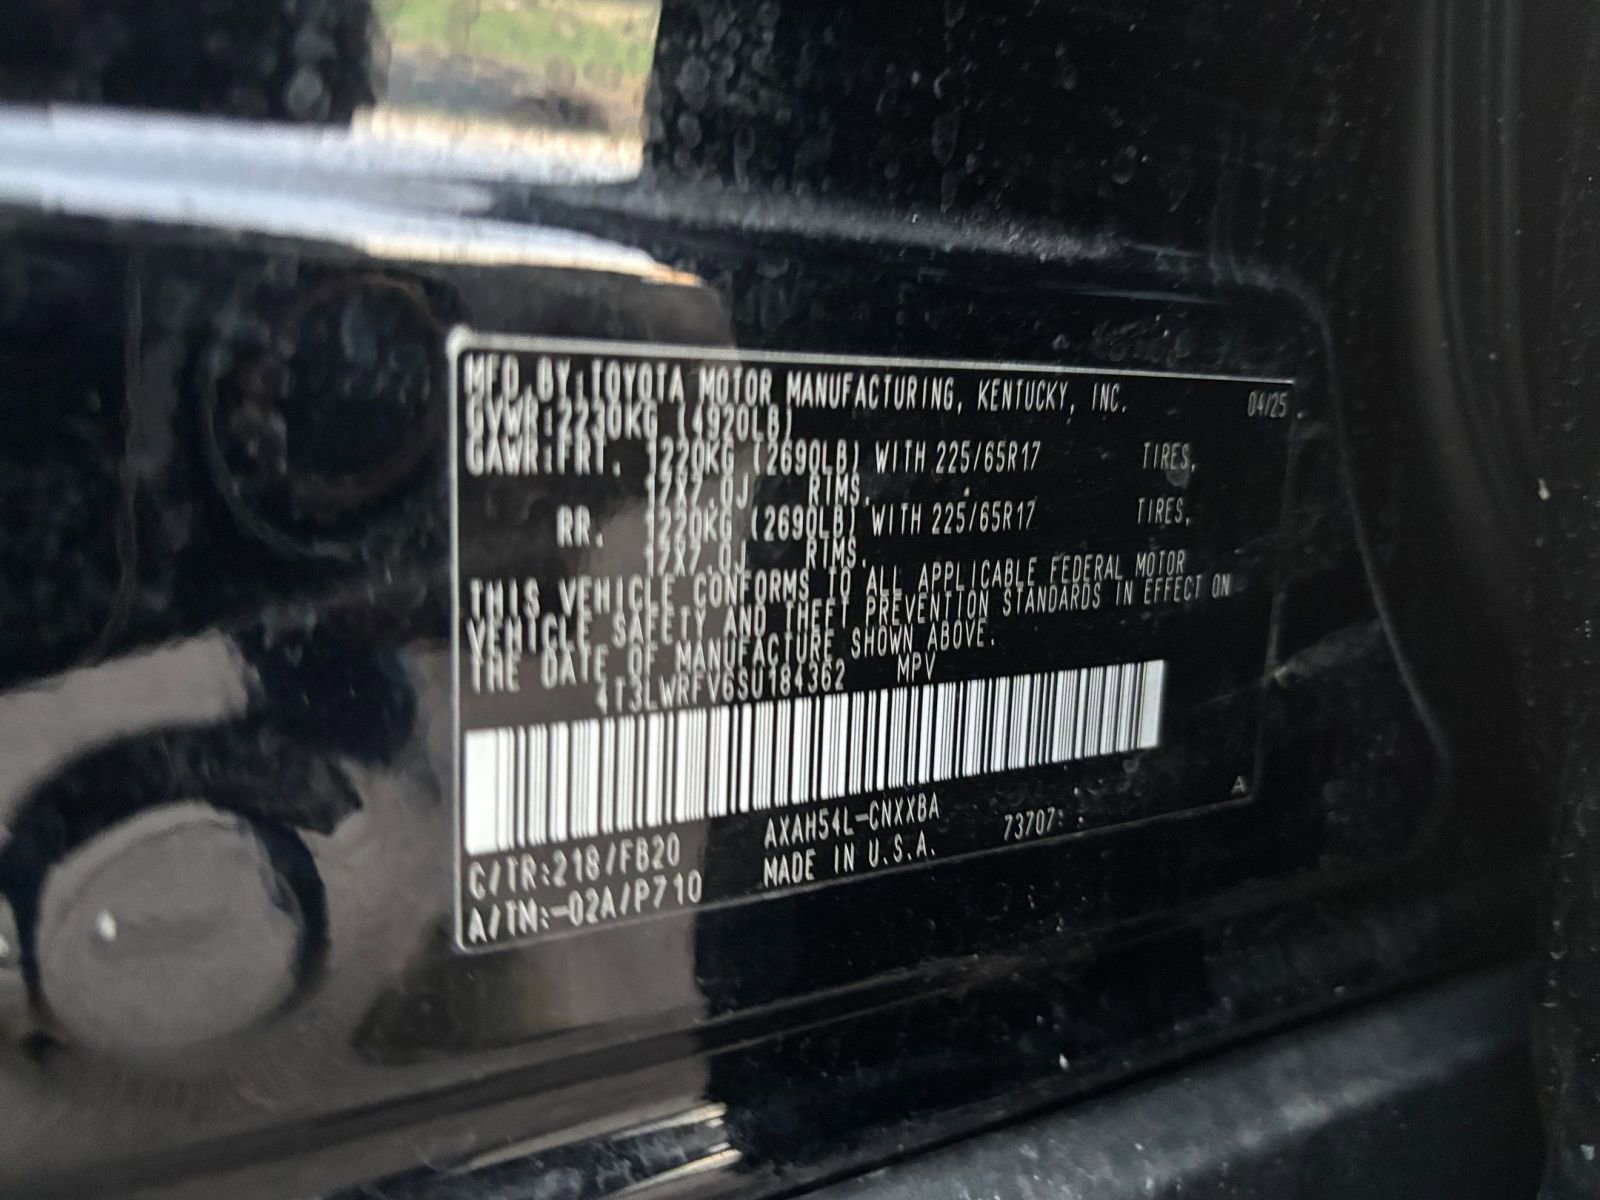 MFD.BY:TOYOTA MOTOR MANUFACTURING, KENTUCKY, INC. 04/25
GVWR:2230KG (4920LB)
GAWR:FRT. 1220KG (2690LB) WITH 225/65R17 TIRES,
17X7.0J RIMS.
RR. 1220KG (2690LB) WITH 225/65R17 TIRES,
17X7.0J RIMS.
THIS VEHICLE CONFORMS TO ALL APPLICABLE FEDERAL MOTOR
VEHICLE SAFETY AND THEFT PREVENTION STANDARDS IN EFFECT ON
THE DATE OF MANUFACTURE SHOWN ABOVE.
4T3LWRFV6SU184362 MPV
C/TR:218/FB20 AXAH54L-CNXXBA 73707 A
A/TM:-02A/P710 MADE IN U.S.A.